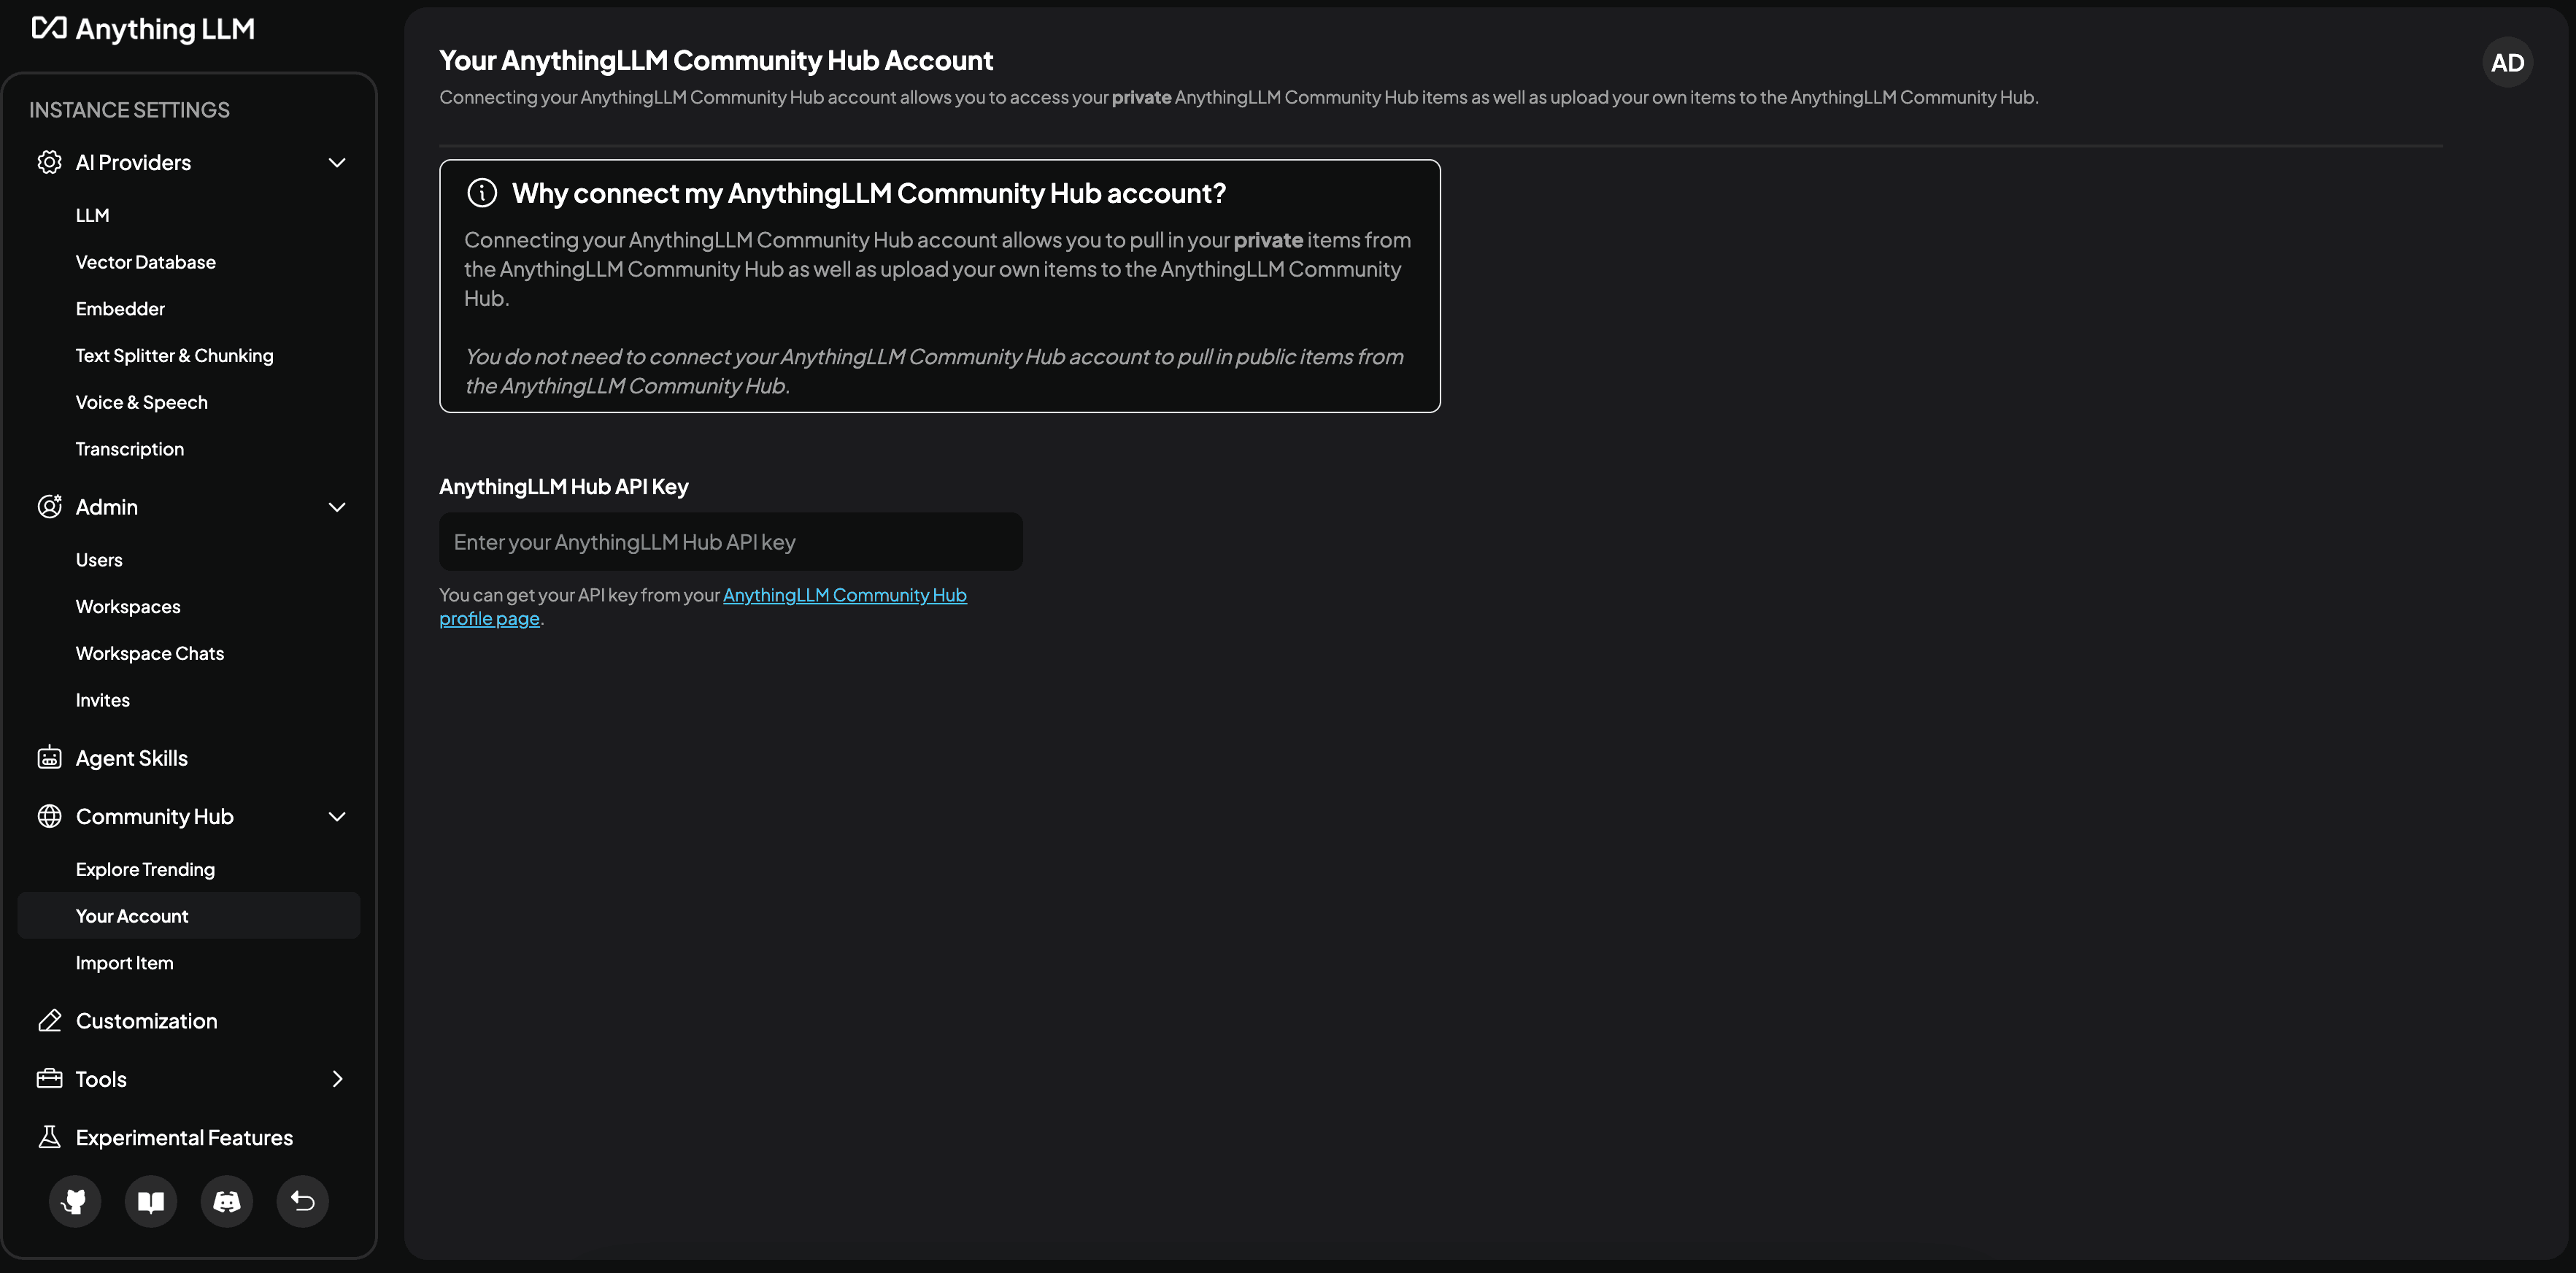 Anything LLM
INSTANCE SETTINGS
AI Providers
LLM
Vector Database
Embedder
Text Splitter & Chunking
Voice & Speech
Transcription
Admin
Users
Workspaces
Workspace Chats
Invites
Agent Skills
Community Hub
Explore Trending
Your Account
Import Item
Customization
Tools
Experimental Features
Your AnythingLLM Community Hub Account
AD
Connecting your AnythingLLM Community Hub account allows you to access your private AnythingLLM Community Hub items as well as upload your own items to the AnythingLLM Community Hub.
Why connect my AnythingLLM Community Hub account?
Connecting your AnythingLLM Community Hub account allows you to pull in your private items from
the AnythingLLM Community Hub as well as upload your own items to the AnythingLLM Community
Hub.
You do not need to connect your AnythingLLM Community Hub account to pull in public items from
the AnythingLLM Community Hub.
AnythingLLM Hub API Key
Enter your AnythingLLM Hub API key
You can get your API key from your AnythingLLM Community Hub
profile page.